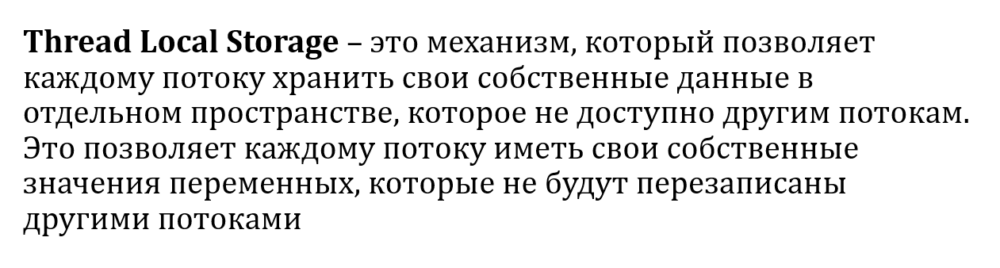 Thread Local Storage – это механизм, который позволяет
каждому потоку хранить свои собственные данные в
отдельном пространстве, которое не доступно другим потокам.
Это позволяет каждому потоку иметь свои собственные
значения переменных, которые не будут перезаписаны
другими потоками